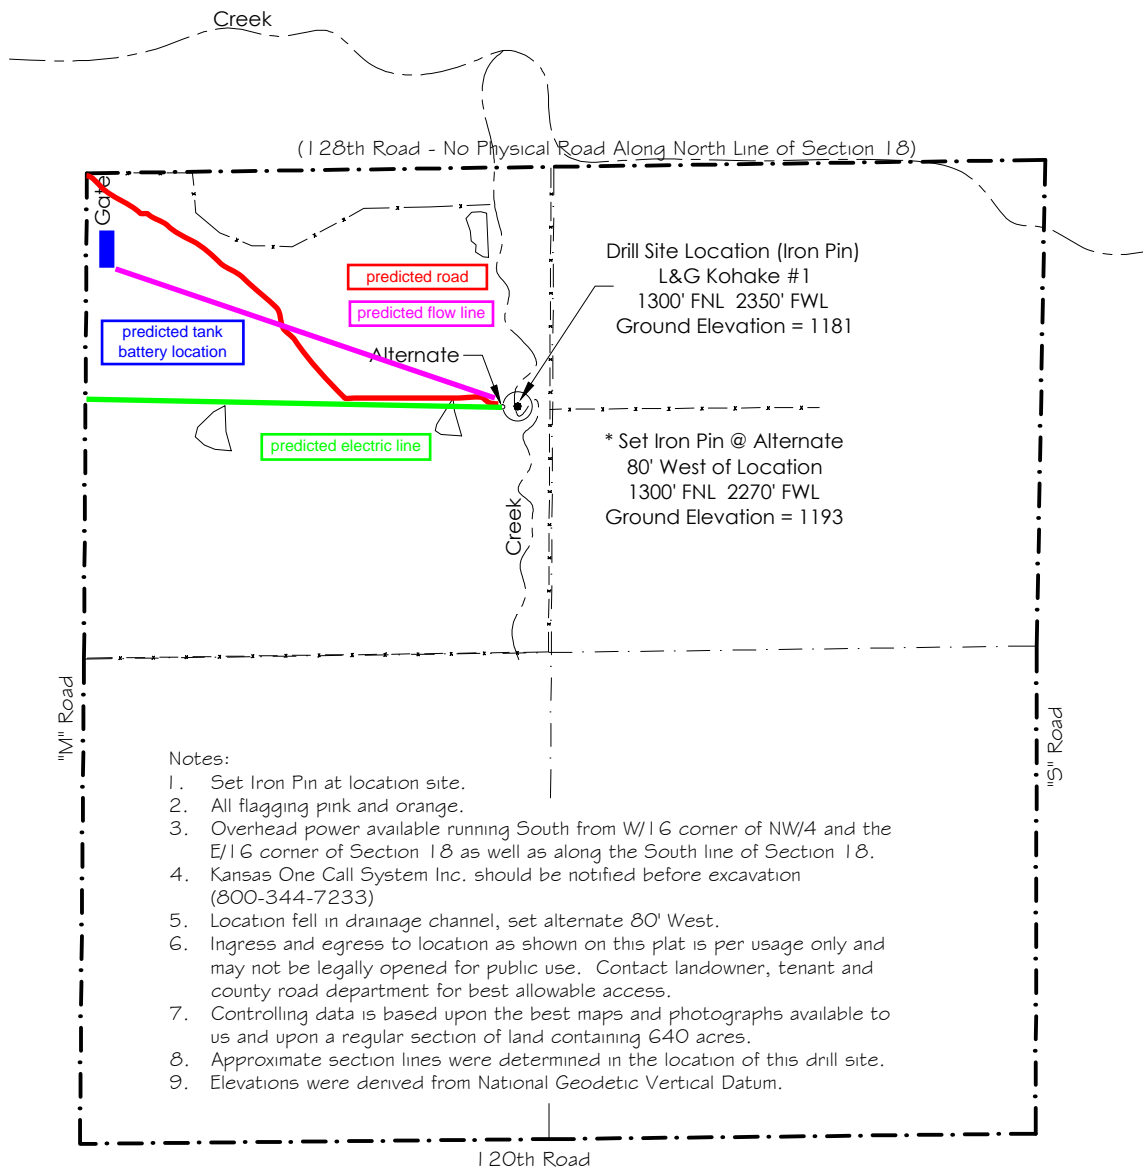 Creek
(128th Road - No Physical Road Along North Line of Section 18)
Gate
Drill Site Location (Iron Pin)
L&G Kohake #1
1300' FNL 2350' FWL
Ground Elevation = 1181
predicted road
predicted flow line
predicted tank
battery location
Alternate
predicted electric line
* Set Iron Pin @ Alternate
80' West of Location
1300' FNL 2270' FWL
Ground Elevation = 1193
Creek
"M" Road
"S" Road
Notes:
1. Set Iron Pin at location site.
2. All flagging pink and orange.
3. Overhead power available running South from W/16 corner of NW/4 and the
E/16 corner of Section 18 as well as along the South line of Section 18.
4. Kansas One Call System Inc. should be notified before excavation
(800-344-7233)
5. Location fell in drainage channel, set alternate 80' West.
6. Ingress and egress to location as shown on this plat is per usage only and
may not be legally opened for public use. Contact landowner, tenant and
county road department for best allowable access.
7. Controlling data is based upon the best maps and photographs available to
us and upon a regular section of land containing 640 acres.
8. Approximate section lines were determined in the location of this drill site.
9. Elevations were derived from National Geodetic Vertical Datum.
120th Road